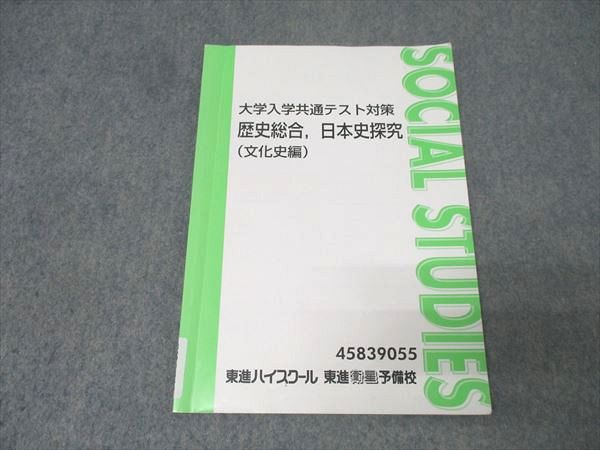 大学入学共通テスト対策
歴史総合，日本史探究
（文化史編）
SOCIAL STUDIES
45839055
東進ハイスクール 東進衛星予備校